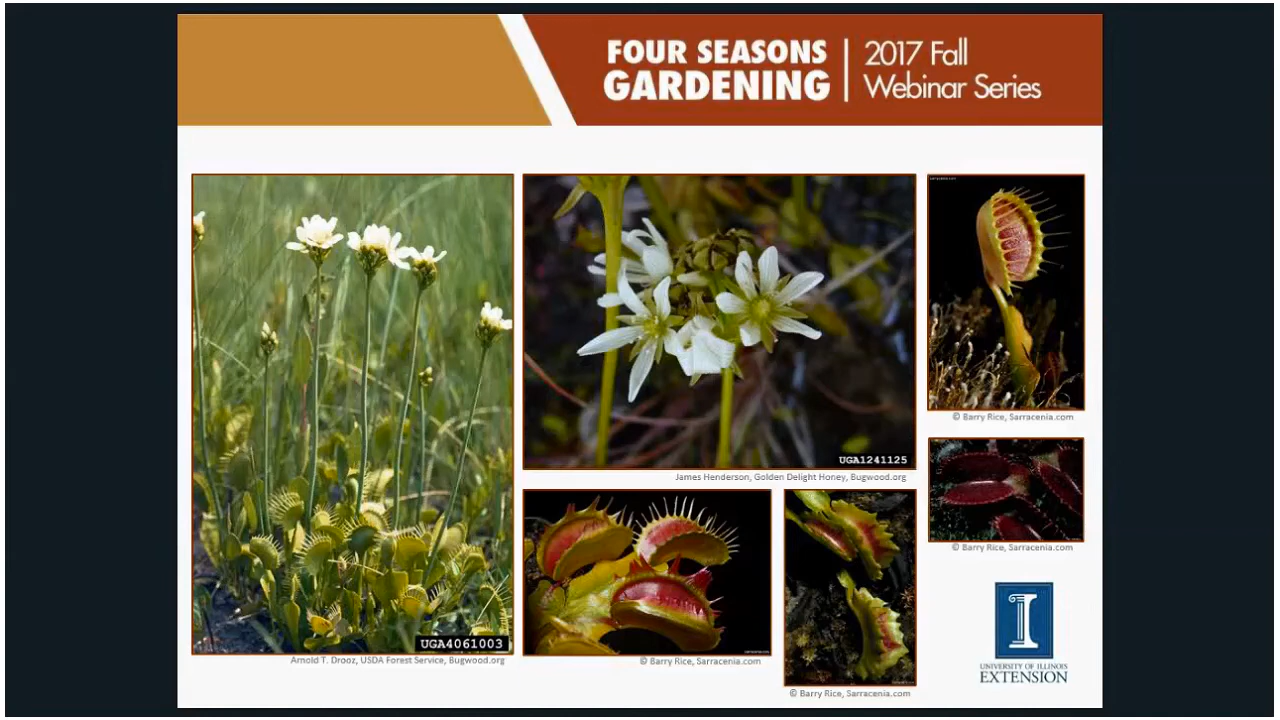 FOUR SEASONS
GARDENING
2017 Fall
Webinar Series
UGA4061003
Arnold T. Drooz, USDA Forest Service, Bugwood.org
UGA1241125
James Henderson, Golden Delight Honey, Bugwood.org
© Barry Rice, Sarracenia.com
© Barry Rice, Sarracenia.com
© Barry Rice, Sarracenia.com
© Barry Rice, Sarracenia.com
I
UNIVERSITY OF ILLINOIS
EXTENSION